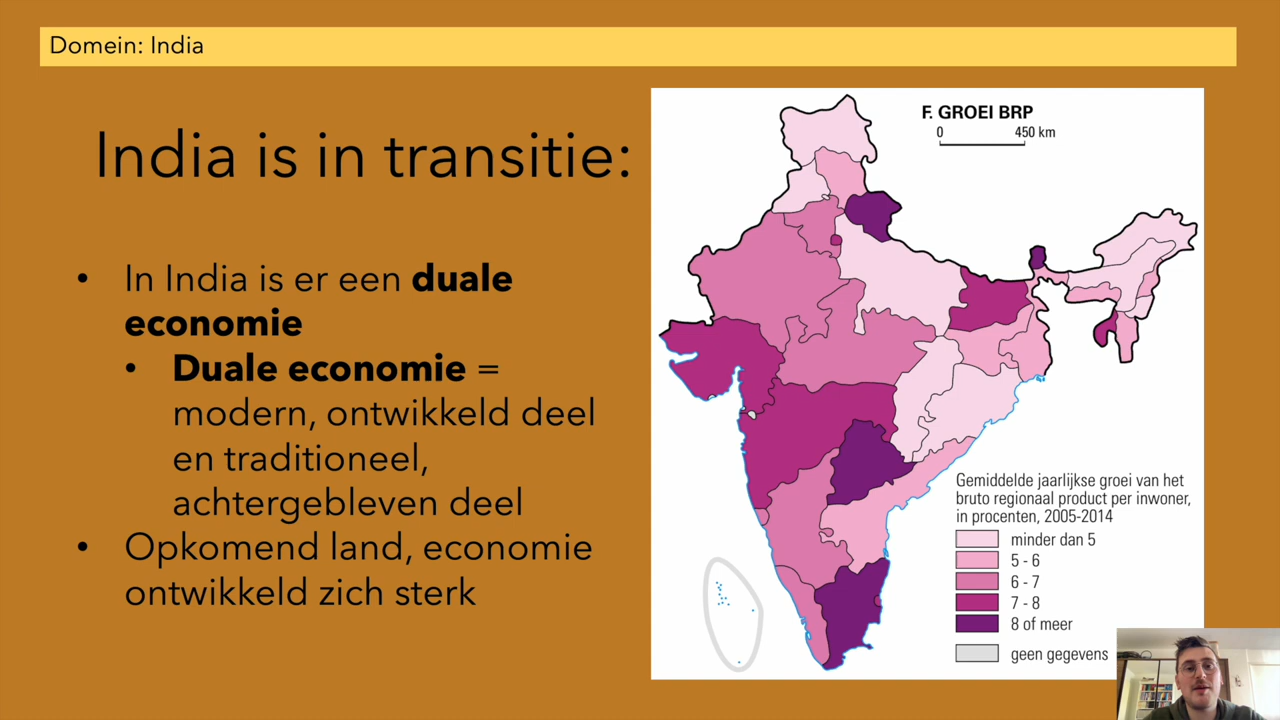 Domein: India
India is in transitie:
• In India is er een duale
economie
• Duale economie =
modern, ontwikkeld deel
en traditioneel,
achtergebleven deel
• Opkomend land, economie
ontwikkeld zich sterk
F. GROEI BRP
0 450 km
Gemiddelde jaarlijkse groei van het
bruto regionaal product per inwoner,
in procenten, 2005-2014
minder dan 5
5 - 6
6 - 7
7 - 8
8 of meer
geen gegevens